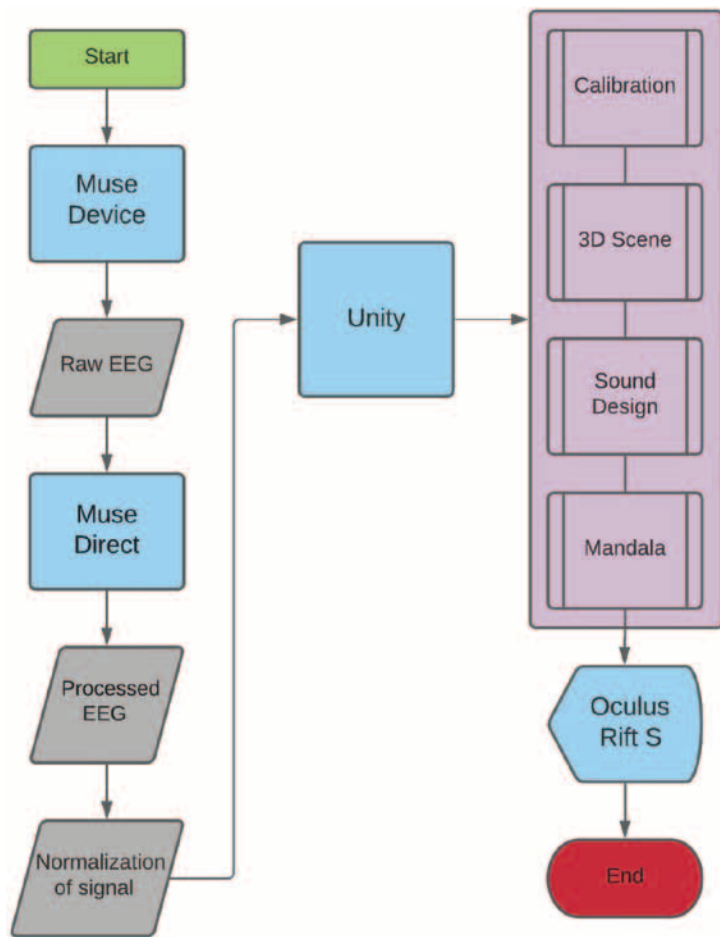 Start
Muse
Device
Raw EEG
Muse
Direct
Processed
EEG
Normalization
of signal
Unity
Calibration
3D Scene
Sound
Design
Mandala
Oculus
Rift S
End